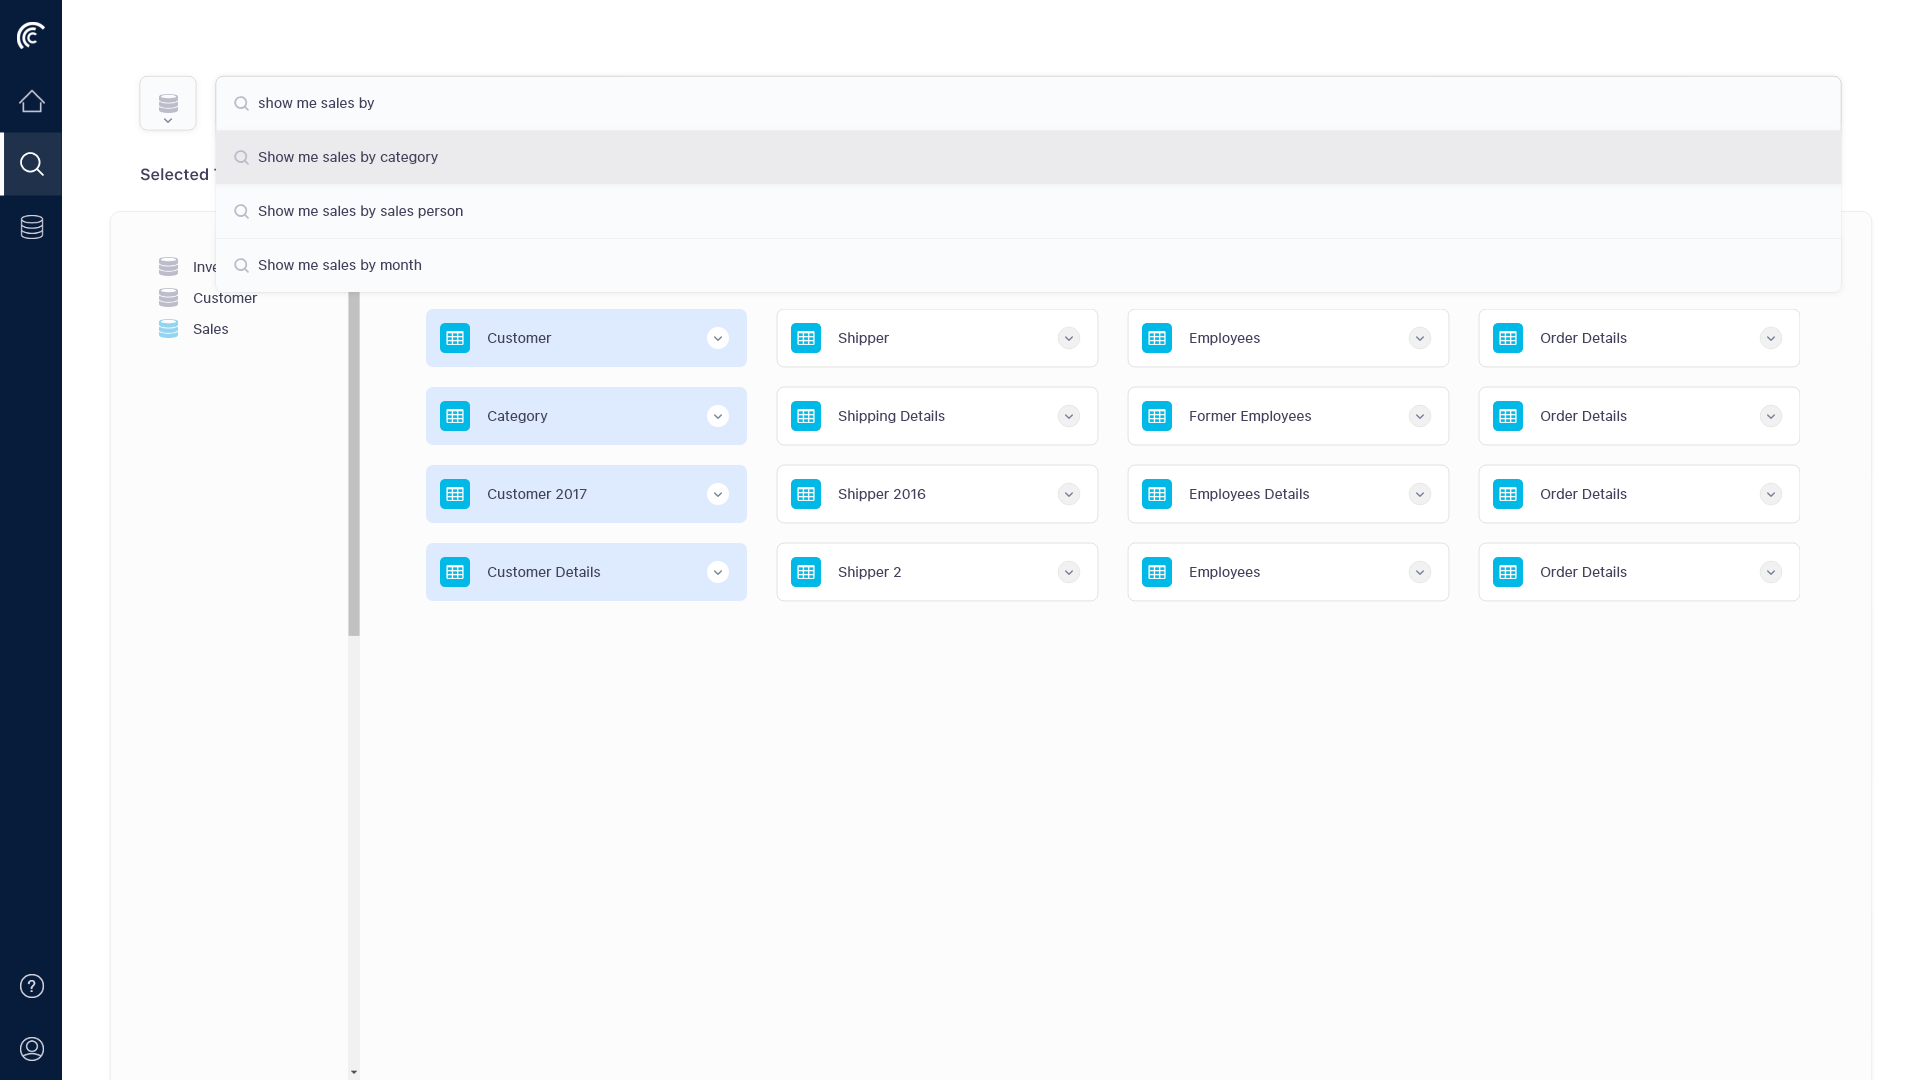 show me sales by
Show me sales by category
Selected
Show me sales by sales person
Show me sales by month
Customer
Sales
Customer
Shipper
Employees
Order Details
Category
Shipping Details
Former Employees
Order Details
Customer 2017
Shipper 2016
Employees Details
Order Details
Customer Details
Shipper 2
Employees
Order Details
?